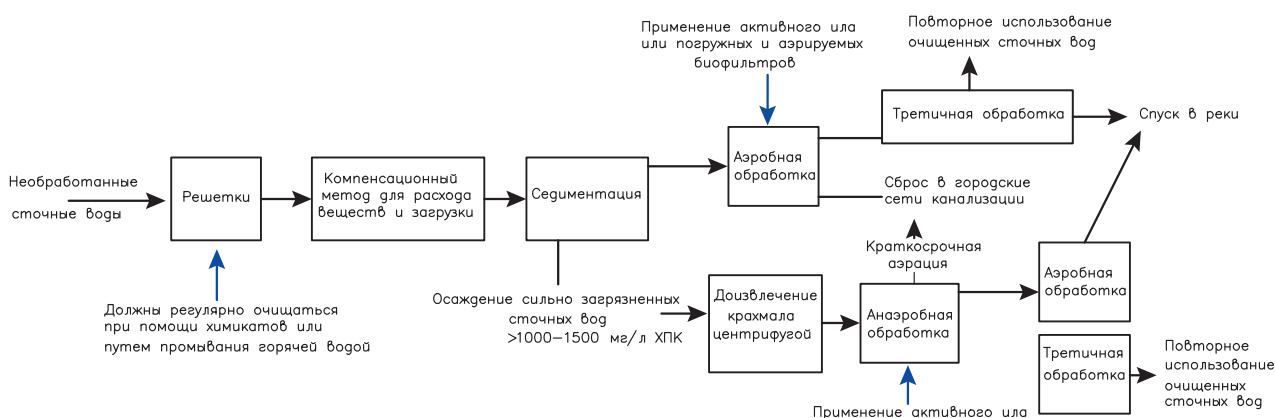 Применение активного ила
или погружных и аэрируемых
биофильтров
Повторное использование
очищенных сточных вод
Третичная обработка
Спуск в реки
Необработанные
сточные воды
Решетки
Компенсационный
метод для расхода
веществ и загрузки
Седиментация
Аэробная
обработка
Сброс в городские
сети канализации
Краткосрочная
аэрация
Должны регулярно очищаться
при помощи химикатов или
путем промывания горячей водой
Осаждение сильно загрязненных
сточных вод
>1000–1500 мг/л ХПК
Доизвлечение
крахмала
центрифугой
Анаэробная
обработка
Аэробная
обработка
Третичная
обработка
Повторное
использование
очищенных
сточных вод
Применение активного ила